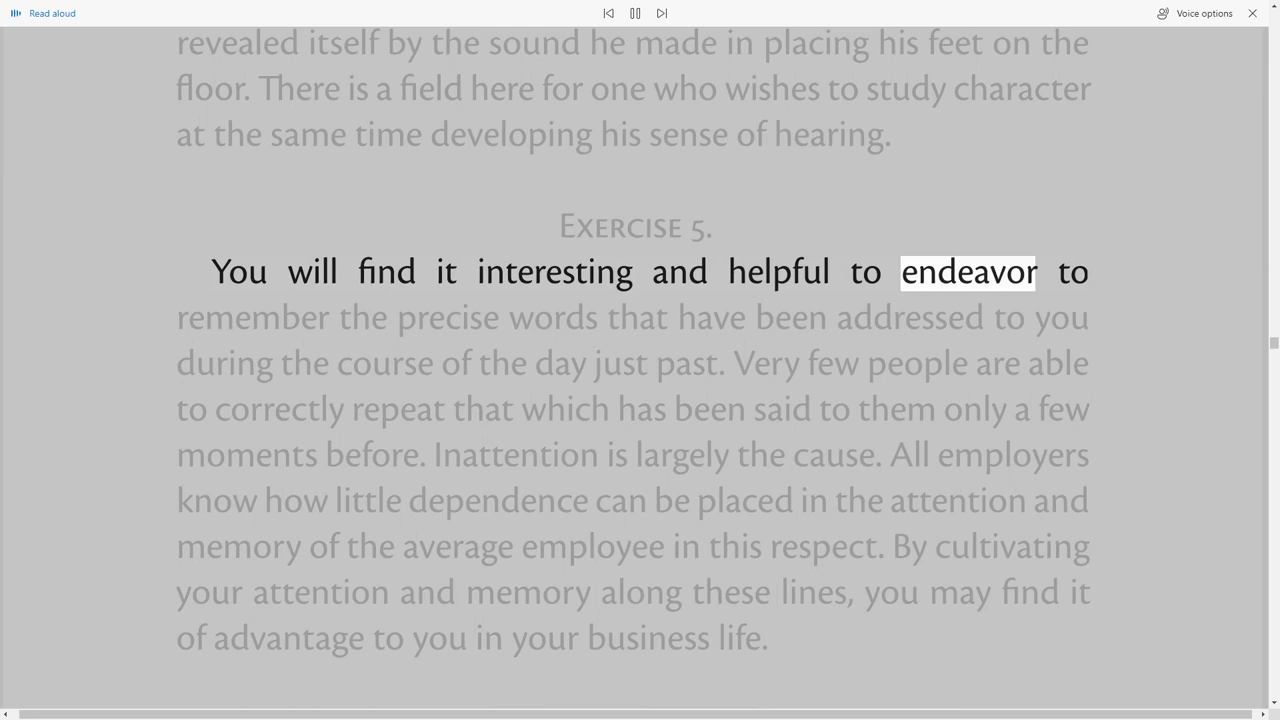 Read aloud
Voice options
revealed itself by the sound he made in placing his feet on the
floor. There is a field here for one who wishes to study character
at the same time developing his sense of hearing.
Exercise 5.
You will find it interesting and helpful to endeavor to
remember the precise words that have been addressed to you
during the course of the day just past. Very few people are able
to correctly repeat that which has been said to them only a few
moments before. Inattention is largely the cause. All employers
know how little dependence can be placed in the attention and
memory of the average employee in this respect. By cultivating
your attention and memory along these lines, you may find it
of advantage to you in your business life.